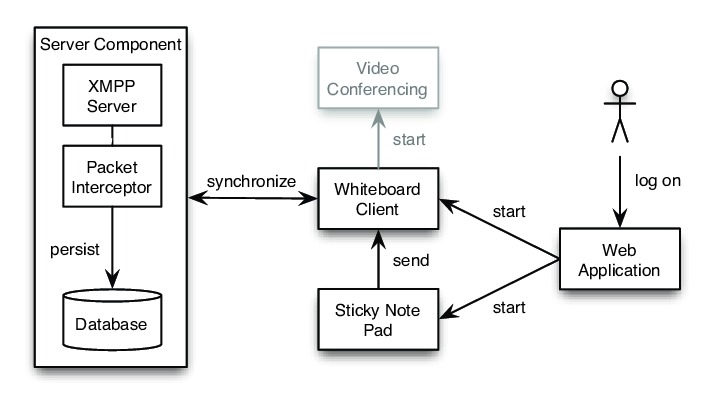 Server Component
XMPP
Server
Packet
Interceptor
persist
Database
synchronize
Video
Conferencing
start
Whiteboard
Client
send
Sticky Note
Pad
start
start
log on
Web
Application